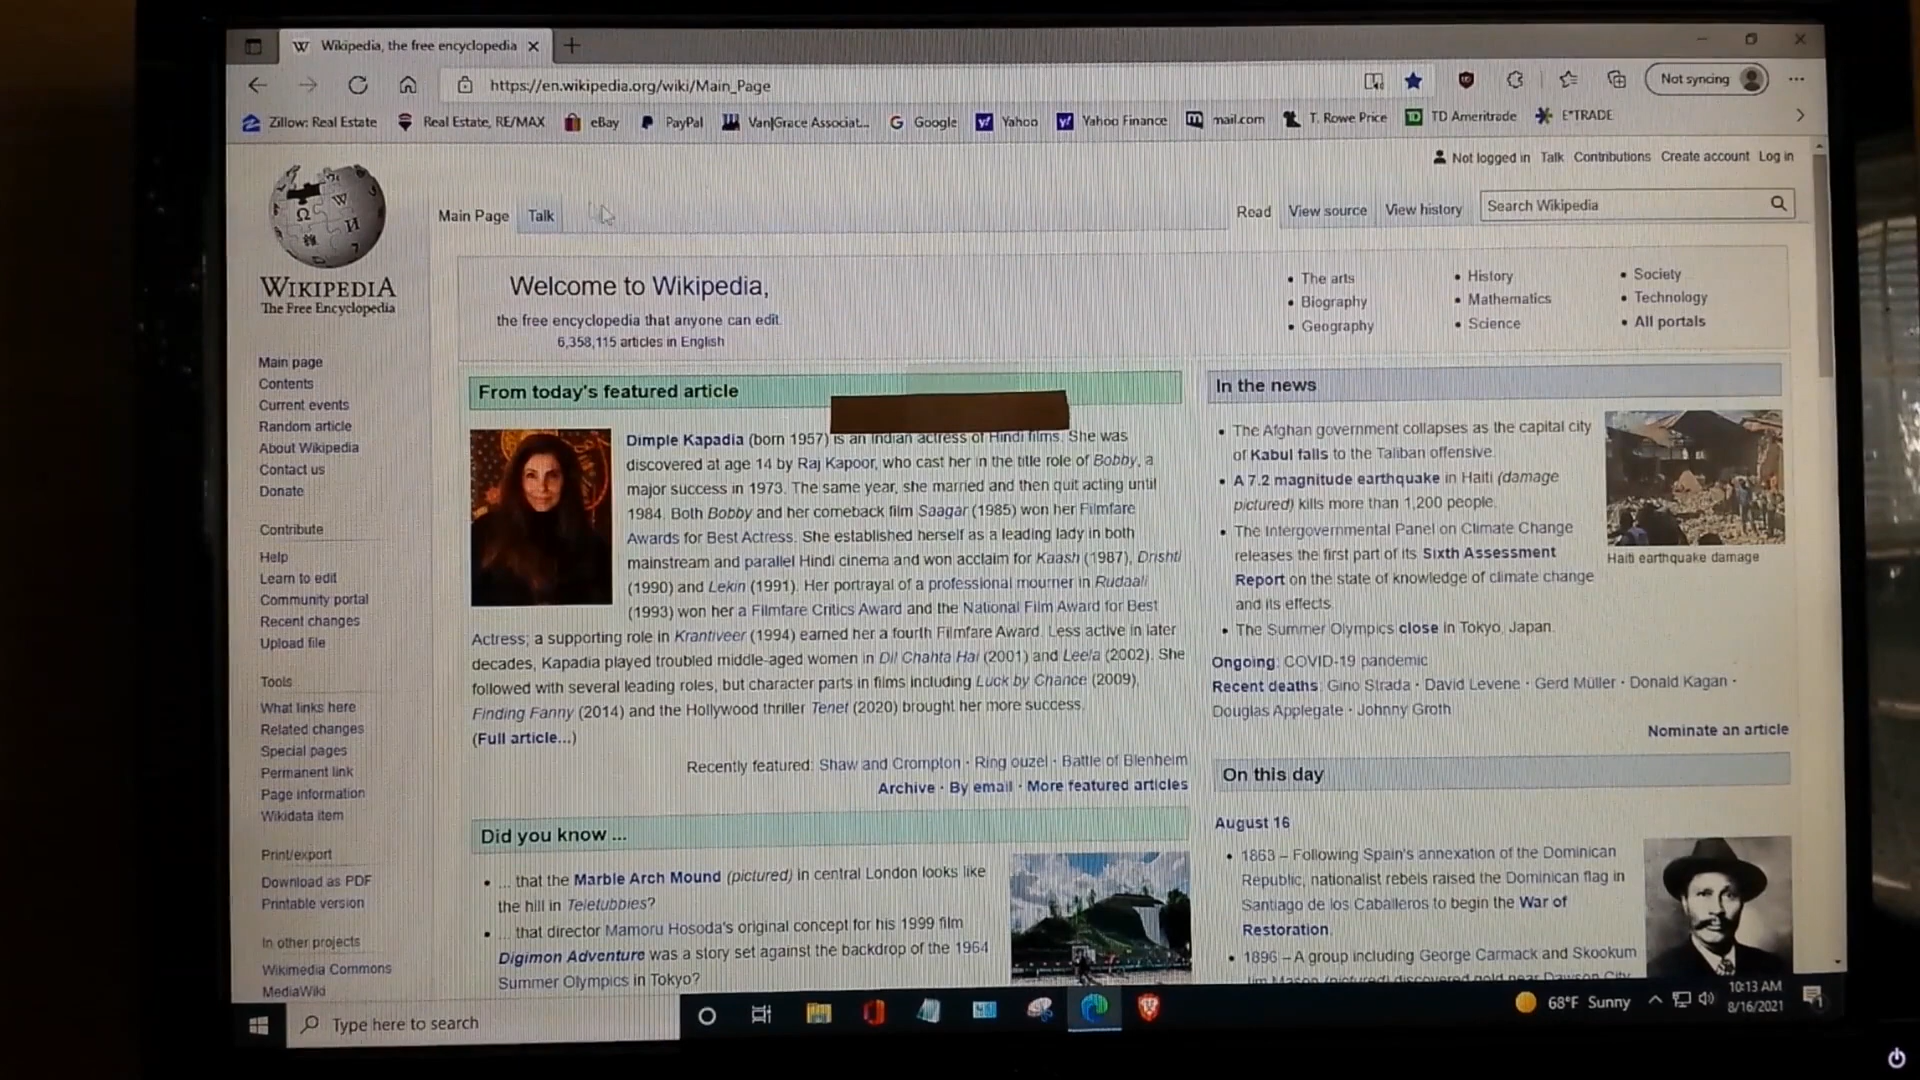 Wikipedia, the free encyclopedia
https://en.wikipedia.org/wiki/Main_Page
Not syncing
Zillow: Real Estate
Real Estate, RE/MAX
eBay
PayPal
Van|Grace Associat...
Google
Yahoo
Yahoo Finance
mail.com
T. Rowe Price
TD Ameritrade
E*TRADE
Not logged in Talk Contributions Create account Log in
Main Page Talk
Read View source View history
Search Wikipedia
WIKIPEDIA
The Free Encyclopedia
Main page
Contents
Current events
Random article
About Wikipedia
Contact us
Donate
Contribute
Help
Learn to edit
Community portal
Recent changes
Upload file
Tools
What links here
Related changes
Special pages
Permanent link
Page information
Wikidata item
Print/export
Download as PDF
Printable version
In other projects
Wikimedia Commons
MediaWiki
Welcome to Wikipedia,
the free encyclopedia that anyone can edit.
6,358,115 articles in English
The arts
Biography
Geography
History
Mathematics
Science
Society
Technology
All portals
From today's featured article
Dimple Kapadia (born 1957) is an Indian actress of Hindi films. She was
discovered at age 14 by Raj Kapoor, who cast her in the title role of Bobby, a
major success in 1973. The same year, she married and then quit acting until
1984. Both Bobby and her comeback film Saagar (1985) won her Filmfare
Awards for Best Actress. She established herself as a leading lady in both
mainstream and parallel Hindi cinema and won acclaim for Kaash (1987), Drishti
(1990) and Lekin (1991). Her portrayal of a professional mourner in Rudaali
(1993) won her a Filmfare Critics Award and the National Film Award for Best
Actress; a supporting role in Krantiveer (1994) earned her a fourth Filmfare Award. Less active in later
decades, Kapadia played troubled middle-aged women in Dil Chahta Hai (2001) and Leela (2002). She
followed with several leading roles, but character parts in films including Luck by Chance (2009),
Finding Fanny (2014) and the Hollywood thriller Tenet (2020) brought her more success.
(Full article...)
Recently featured: Shaw and Crompton · Ring ouzel · Battle of Blenheim
Archive · By email · More featured articles
Did you know ...
... that the Marble Arch Mound (pictured) in central London looks like
the hill in Teletubbies?
... that director Mamoru Hosoda's original concept for his 1999 film
Digimon Adventure was a story set against the backdrop of the 1964
Summer Olympics in Tokyo?
In the news
The Afghan government collapses as the capital city
of Kabul falls to the Taliban offensive.
A 7.2 magnitude earthquake in Haiti (damage
pictured) kills more than 1,200 people.
The Intergovernmental Panel on Climate Change
releases the first part of its Sixth Assessment
Report on the state of knowledge of climate change
and its effects.
The Summer Olympics close in Tokyo, Japan.
Haiti earthquake damage
Ongoing: COVID-19 pandemic
Recent deaths: Gino Strada · David Levene · Gerd Müller · Donald Kagan ·
Douglas Applegate · Johnny Groth
Nominate an article
On this day
August 16
1863 – Following Spain's annexation of the Dominican
Republic, nationalist rebels raised the Dominican flag in
Santiago de los Caballeros to begin the War of
Restoration.
1896 – A group including George Carmack and Skookum
Jim Mason (pictured) discovered gold near Dawson City,
Type here to search
68°F Sunny
10:13 AM
8/16/2021